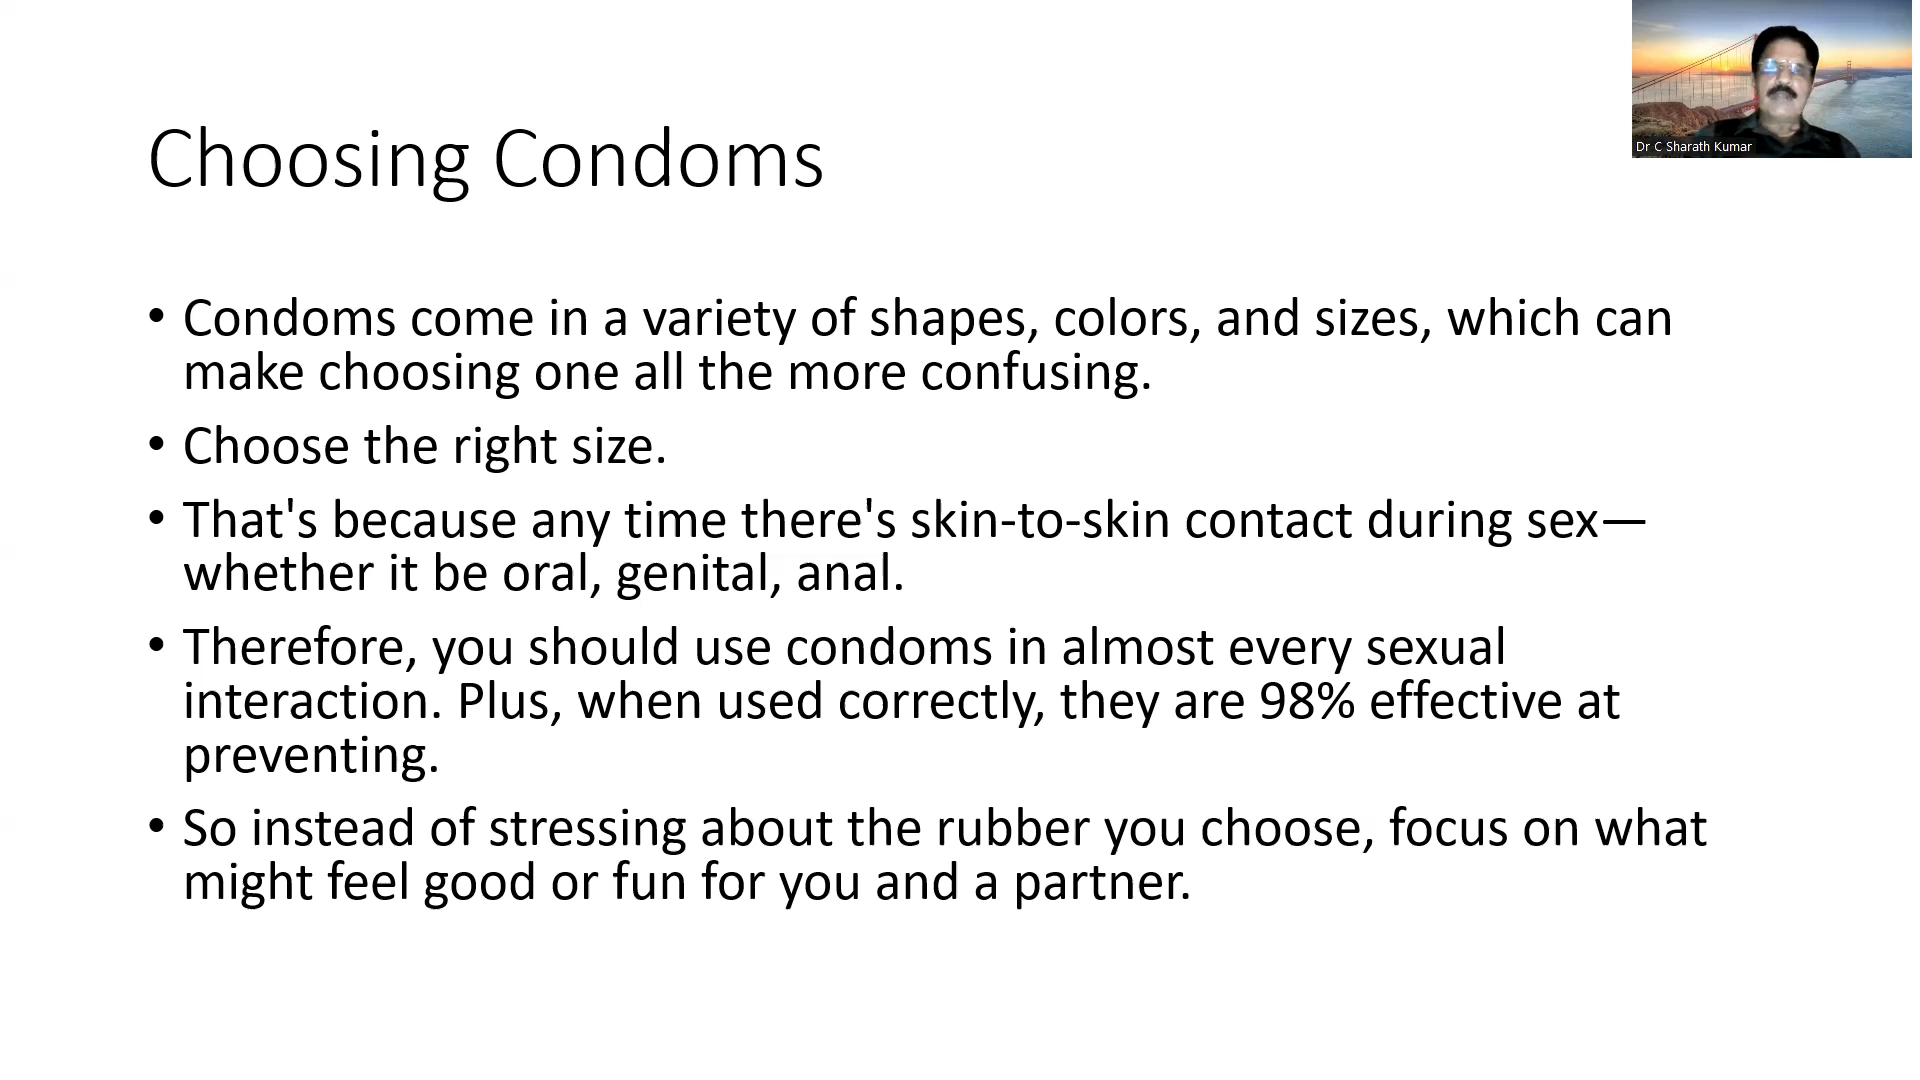 Dr C Sharath Kumar
Choosing Condoms
• Condoms come in a variety of shapes, colors, and sizes, which can
make choosing one all the more confusing.
• Choose the right size.
• That's because any time there's skin-to-skin contact during sex—
whether it be oral, genital, anal.
• Therefore, you should use condoms in almost every sexual
interaction. Plus, when used correctly, they are 98% effective at
preventing.
• So instead of stressing about the rubber you choose, focus on what
might feel good or fun for you and a partner.